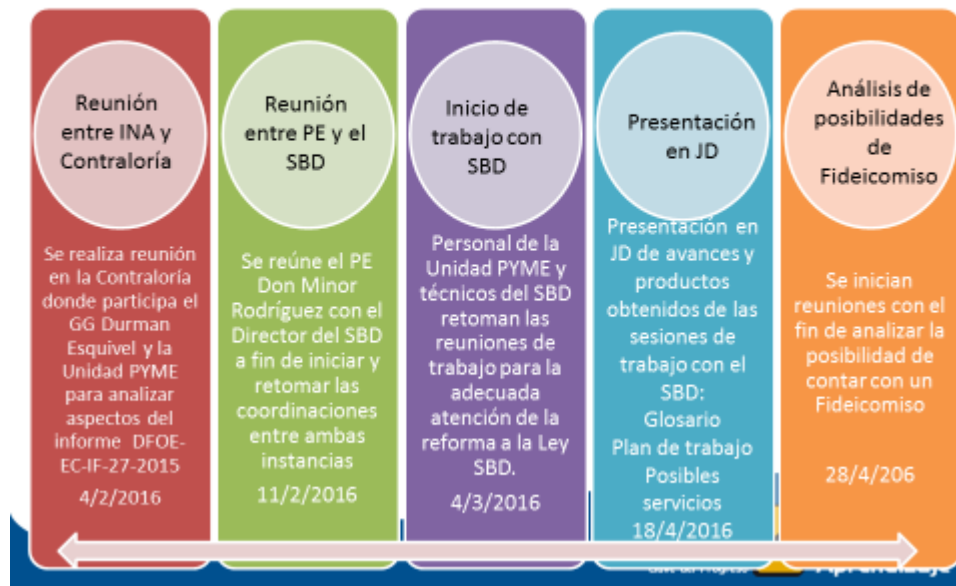 Reunión
entre INA y
Contraloría
Se realiza reunión
en la Contraloría
donde participa el
GG Durman
Esquivel y la
Unidad PYME
para analizar
aspectos del
informe DFOE-
EC-IF-27-2015
4/2/2016
Reunión
entre PE y el
SBD
Se reúne el PE
Don Minor
Rodríguez con el
Director del SBD
a fin de iniciar y
retomar las
coordinaciones
entre ambas
instancias
11/2/2016
Inicio de
trabajo con
SBD
Personal de la
Unidad PYME y
técnicos del SBD
retoman las
reuniones de
trabajo para la
adecuada
atención de la
reforma a la Ley
SBD.
4/3/2016
Presentación
en JD
Presentación en
JD de avances y
productos
obtenidos de las
sesiones de
trabajo con el
SBD:
Glosario
Plan de trabajo
Posibles
servicios
18/4/2016
Análisis de
posibilidades
de
Fideicomiso
Se inician
reuniones con el
fin de analizar la
posibilidad de
contar con un
Fideicomiso
28/4/206